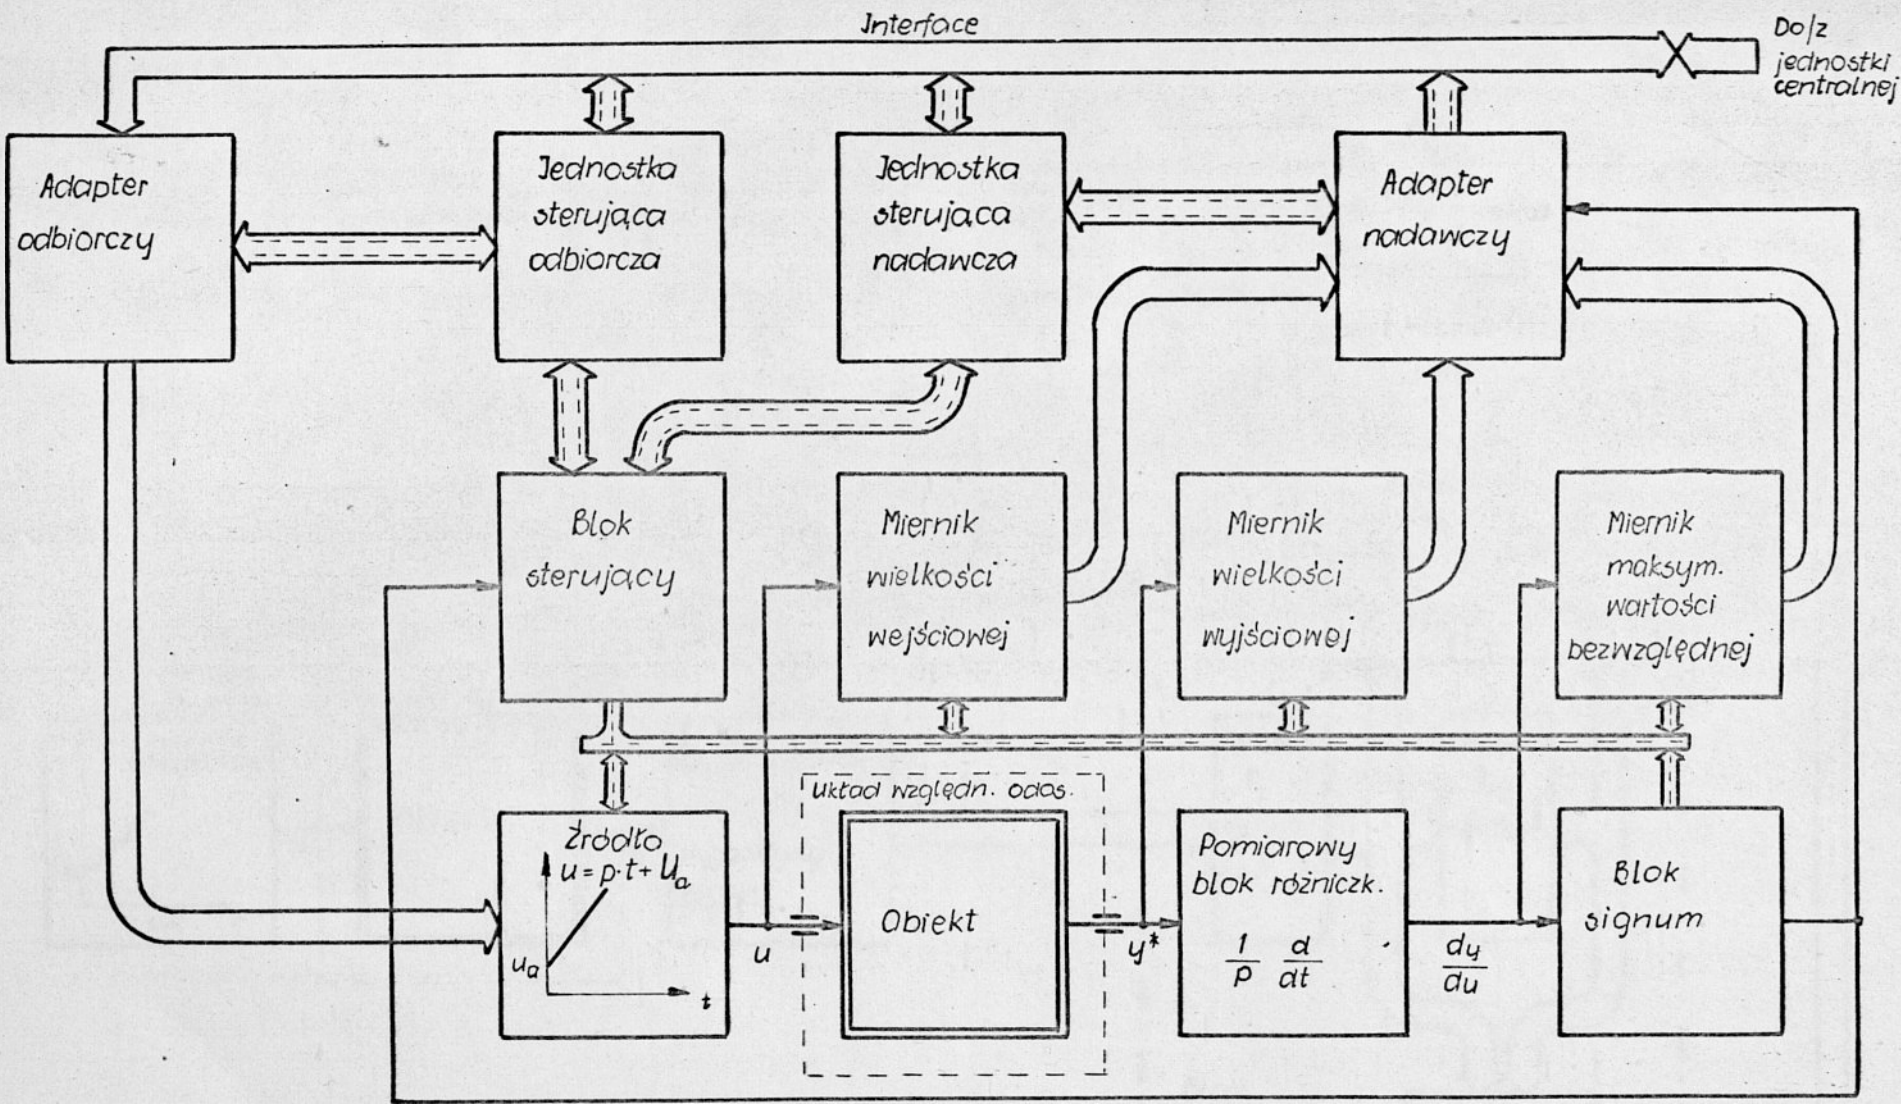 Interface
Do/z
jednostki
centralnej
Adapter
odbiorczy
Jednostka
sterująca
odbiorcza
Jednostka
sterująca
nadawcza
Adapter
nadawczy
Blok
sterujący
Miernik
wielkości
wejściowej
Miernik
wielkości
wyjściowej
Miernik
maksym.
wartości
bezwzględnej
Źródło
u = p·t + Ua
ua
t
u
Układ względn. odos.
Obiekt
y*
Pomiarowy
blok różniczk.
1/p d/dt
dy/du
Blok
signum